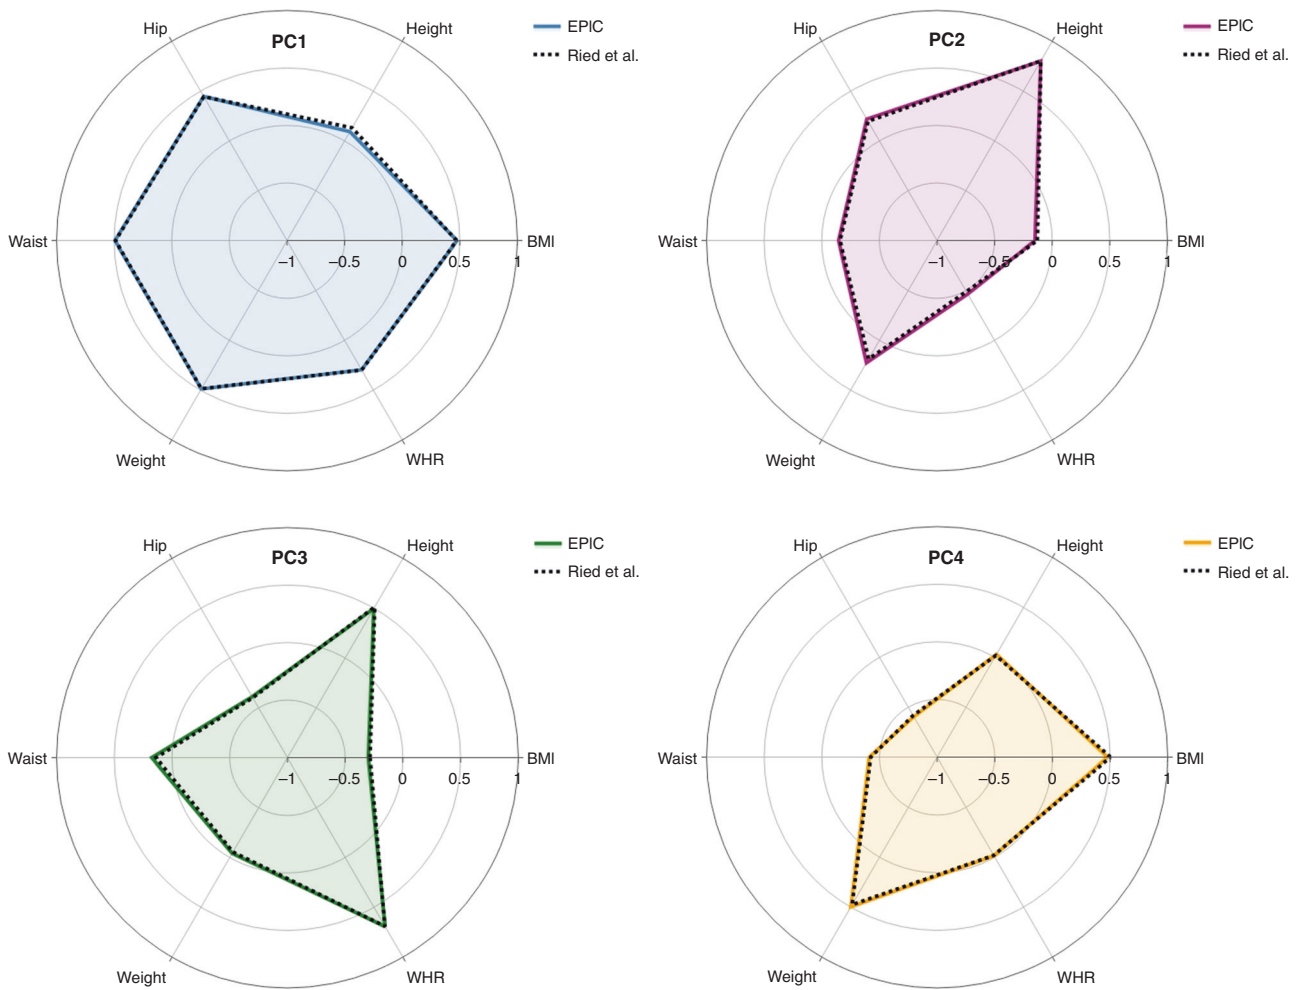 PC1
Hip
Height
Waist
BMI
Weight
WHR
–1
–0.5
0
0.5
1
EPIC
Ried et al.
PC2
Hip
Height
Waist
BMI
Weight
WHR
–1
–0.5
0
0.5
1
EPIC
Ried et al.
PC3
Hip
Height
Waist
BMI
Weight
WHR
–1
–0.5
0
0.5
1
EPIC
Ried et al.
PC4
Hip
Height
Waist
BMI
Weight
WHR
–1
–0.5
0
0.5
1
EPIC
Ried et al.